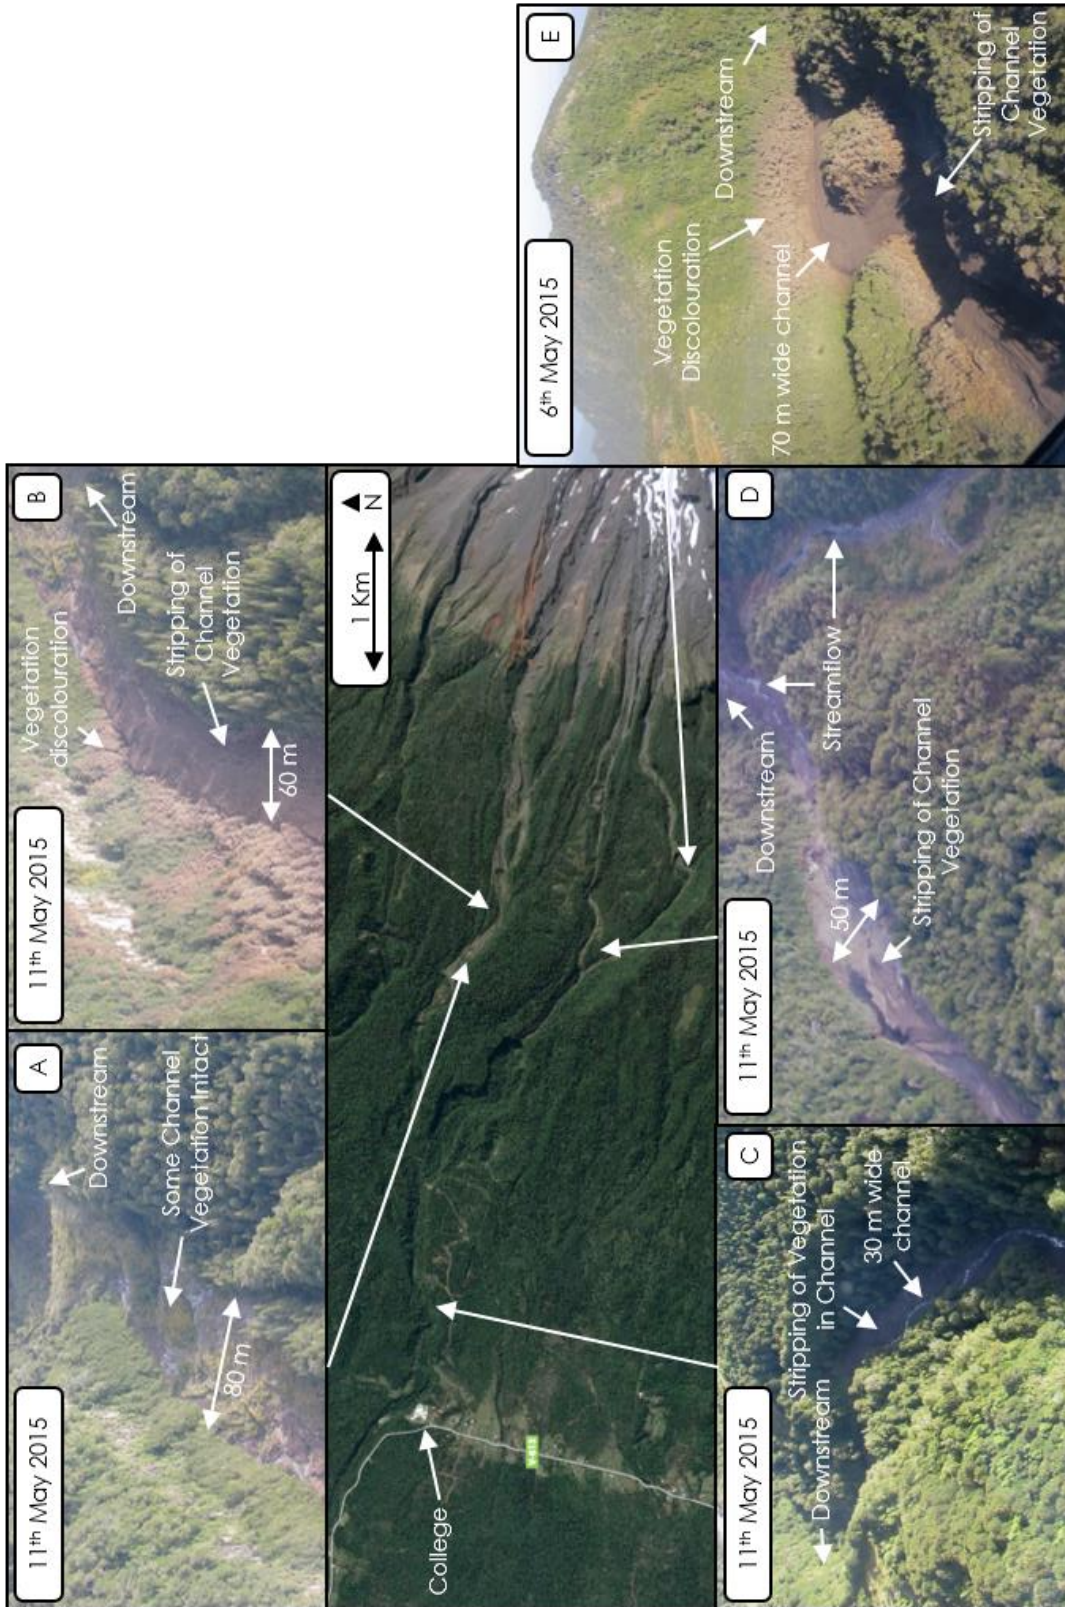 11th May 2015
A
Downstream
Some Channel
Vegetation Intact
80 m
11th May 2015
B
Vegetation
discolouration
Downstream
Stripping of
Channel
Vegetation
60 m
College
1 Km
N
11th May 2015
C
Downstream
Stripping of Vegetation
in Channel
30 m wide
channel
11th May 2015
D
Downstream
Streamflow
50 m
Stripping of Channel
Vegetation
6th May 2015
E
Vegetation
Discolouration
Downstream
70 m wide channel
Stripping of
Channel
Vegetation